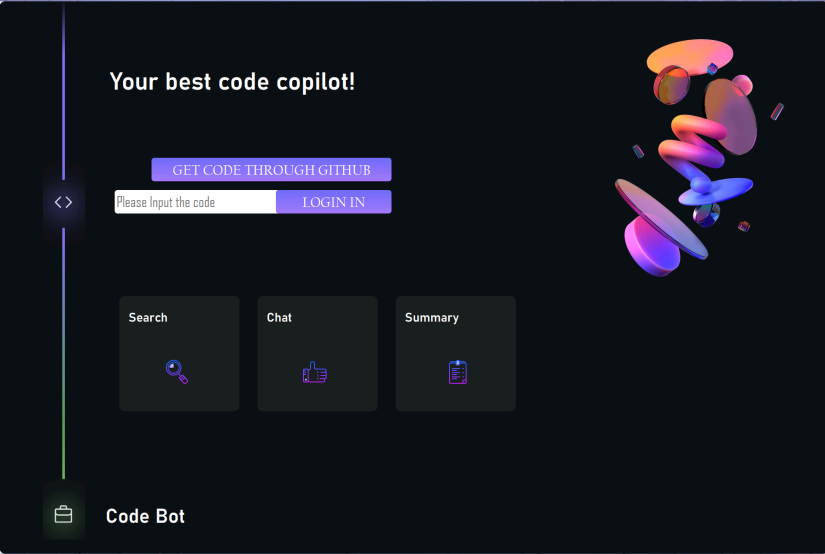 Your best code copilot!
GET CODE THROUGH GITHUB
Please Input the code
LOGIN IN
Search
Chat
Summary
Code Bot